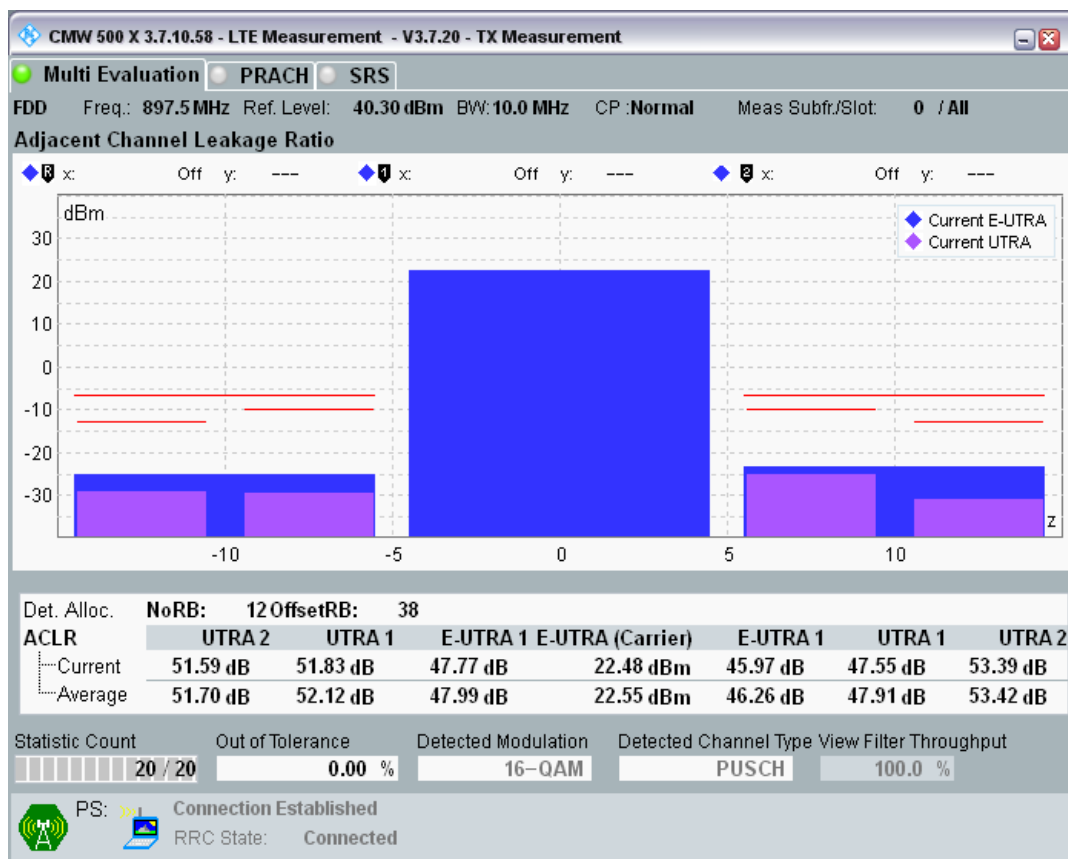 CMW 500 X 3.7.10.58 - LTE Measurement - V3.7.20 - TX Measurement
Multi Evaluation PRACH SRS
FDD Freq.: 897.5 MHz Ref. Level: 40.30 dBm BW: 10.0 MHz CP :Normal Meas Subfr./Slot: 0 / All
Adjacent Channel Leakage Ratio
R x: Off y: --- 1 x: Off y: --- 2 x: Off y: ---
dBm
Current E-UTRA
Current UTRA
30
20
10
0
-10
-20
-30
z
-10 -5 0 5 10
Det. Alloc. NoRB: 12 OffsetRB: 38
ACLR UTRA 2 UTRA 1 E-UTRA 1 E-UTRA (Carrier) E-UTRA 1 UTRA 1 UTRA 2
Current 51.59 dB 51.83 dB 47.77 dB 22.48 dBm 45.97 dB 47.55 dB 53.39 dB
Average 51.70 dB 52.12 dB 47.99 dB 22.55 dBm 46.26 dB 47.91 dB 53.42 dB
Statistic Count Out of Tolerance Detected Modulation Detected Channel Type View Filter Throughput
20 / 20 0.00 % 16-QAM PUSCH 100.0 %
PS: Connection Established
RRC State: Connected